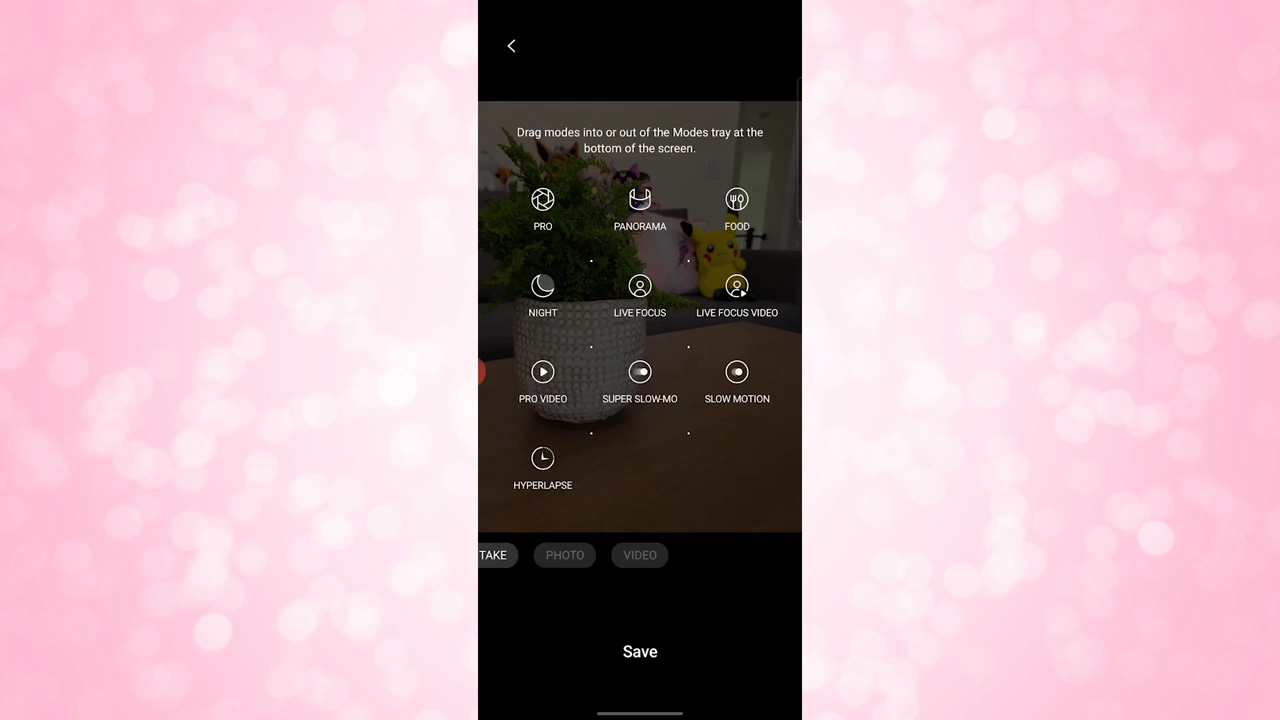 Drag modes into or out of the Modes tray at the
bottom of the screen.
PRO
PANORAMA
FOOD
NIGHT
LIVE FOCUS
LIVE FOCUS VIDEO
PRO VIDEO
SUPER SLOW-MO
SLOW MOTION
HYPERLAPSE
TAKE
PHOTO
VIDEO
Save